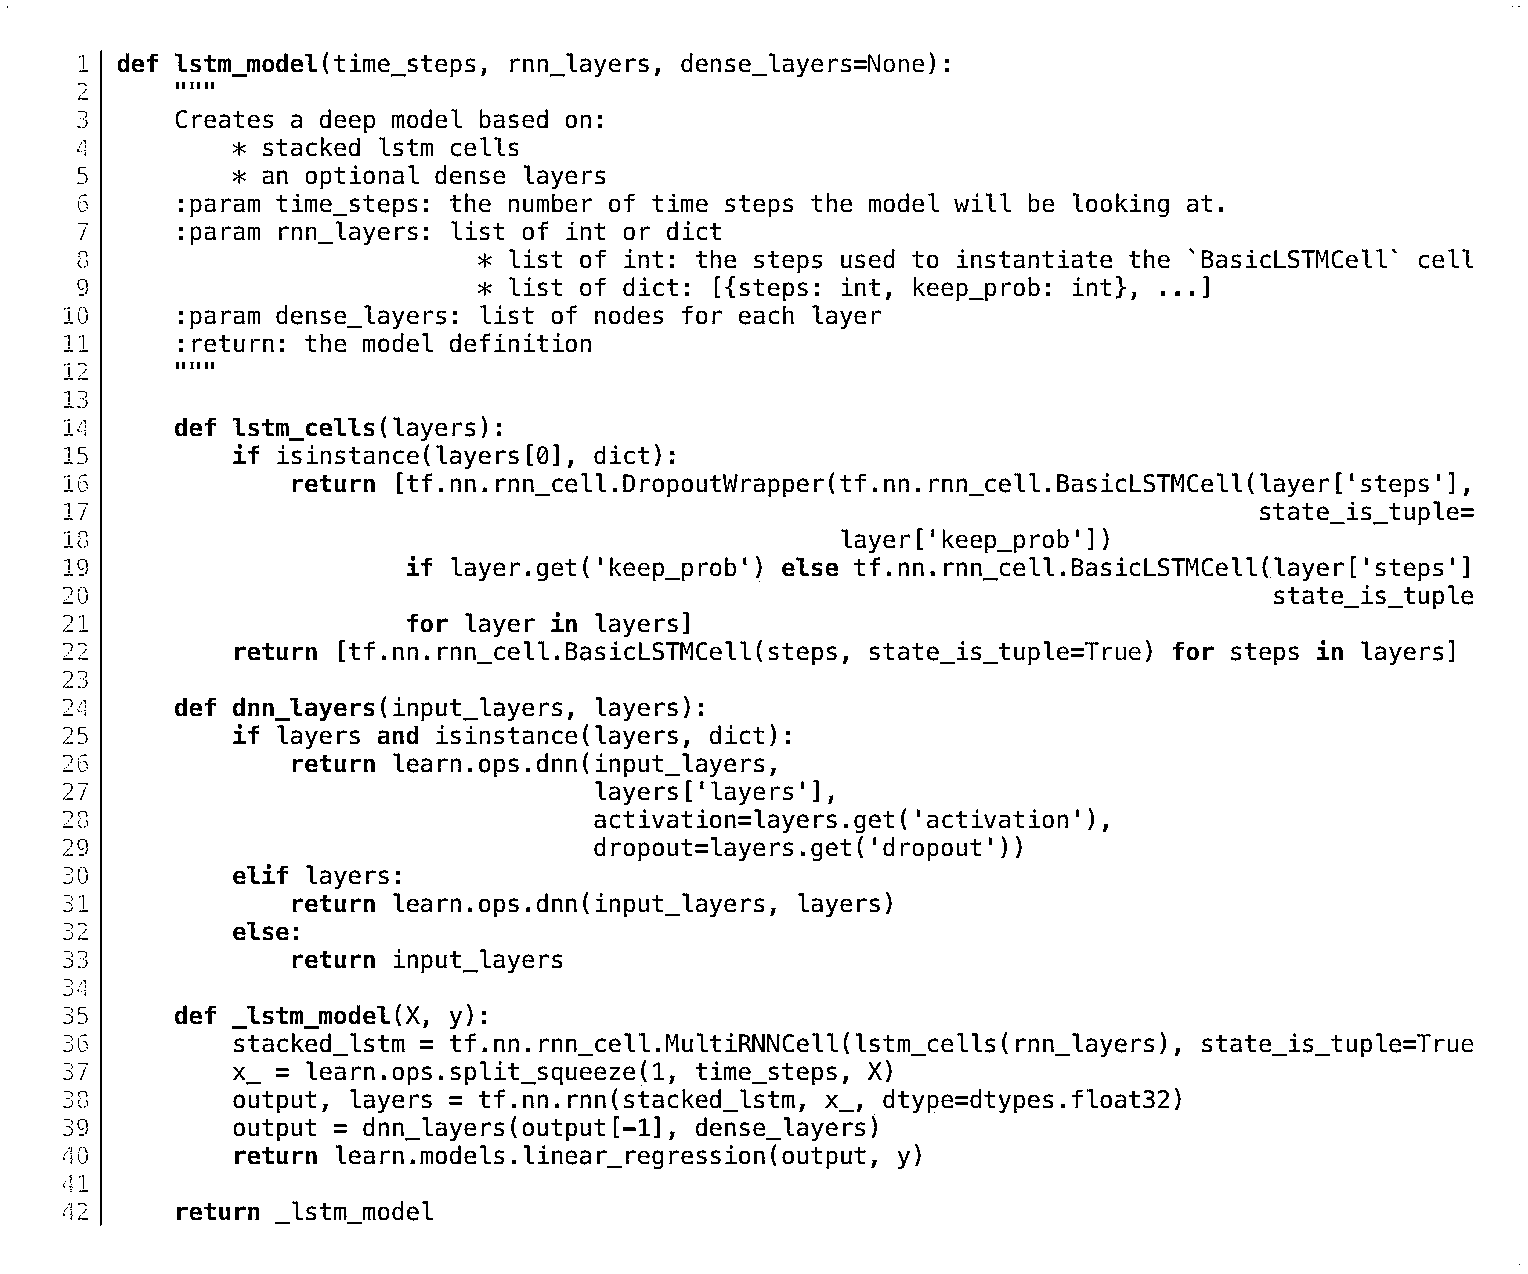 1 def lstm_model(time_steps, rnn_layers, dense_layers=None):
2     """
3     Creates a deep model based on:
4         * stacked lstm cells
5         * an optional dense layers
6     :param time_steps: the number of time steps the model will be looking at.
7     :param rnn_layers: list of int or dict
8                          * list of int: the steps used to instantiate the `BasicLSTMCell` cell
9                          * list of dict: [{steps: int, keep_prob: int}, ...]
10     :param dense_layers: list of nodes for each layer
11     :return: the model definition
12     """
13
14     def lstm_cells(layers):
15         if isinstance(layers[0], dict):
16             return [tf.nn.rnn_cell.DropoutWrapper(tf.nn.rnn_cell.BasicLSTMCell(layer['steps'],
17                                                                                state_is_tuple=
18                                                   layer['keep_prob'])
19                     if layer.get('keep_prob') else tf.nn.rnn_cell.BasicLSTMCell(layer['steps']
20                                                                                 state_is_tuple
21                     for layer in layers]
22         return [tf.nn.rnn_cell.BasicLSTMCell(steps, state_is_tuple=True) for steps in layers]
23
24     def dnn_layers(input_layers, layers):
25         if layers and isinstance(layers, dict):
26             return learn.ops.dnn(input_layers,
27                                  layers['layers'],
28                                  activation=layers.get('activation'),
29                                  dropout=layers.get('dropout'))
30         elif layers:
31             return learn.ops.dnn(input_layers, layers)
32         else:
33             return input_layers
34
35     def _lstm_model(X, y):
36         stacked_lstm = tf.nn.rnn_cell.MultiRNNCell(lstm_cells(rnn_layers), state_is_tuple=True
37         x_ = learn.ops.split_squeeze(1, time_steps, X)
38         output, layers = tf.nn.rnn(stacked_lstm, x_, dtype=dtypes.float32)
39         output = dnn_layers(output[-1], dense_layers)
40         return learn.models.linear_regression(output, y)
41
42     return _lstm_model